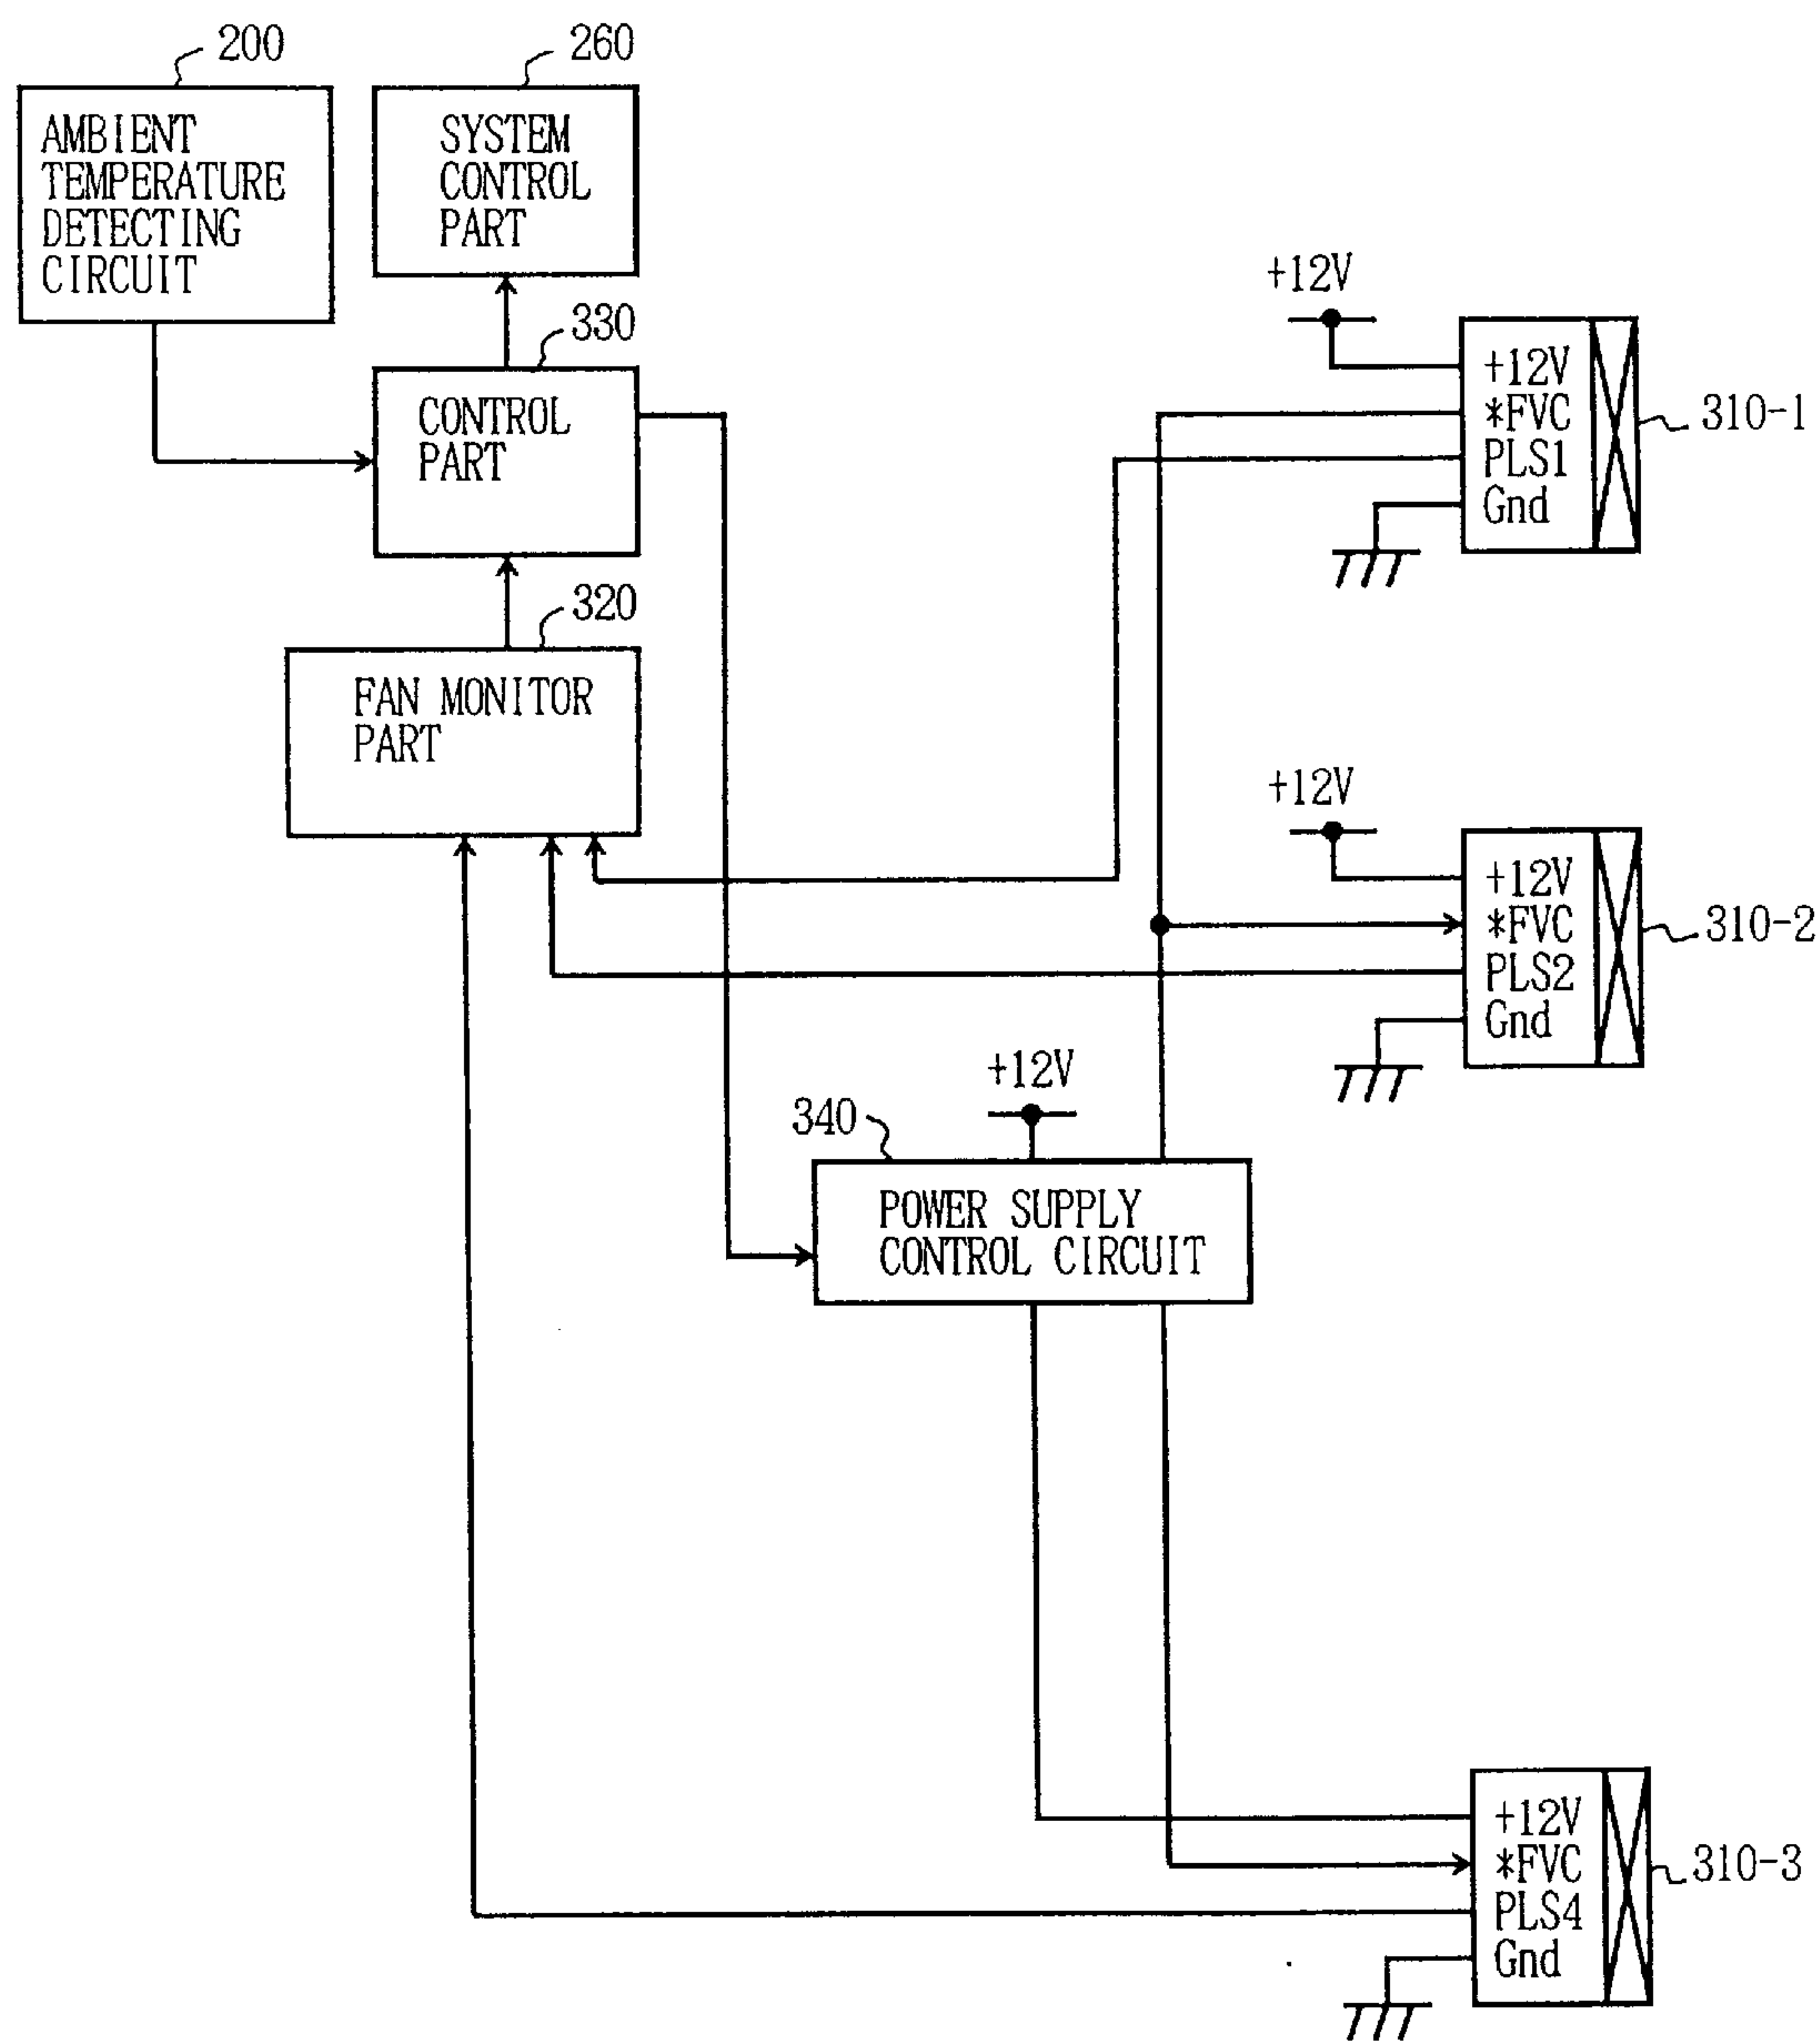 200
260
AMBIENT
TEMPERATURE
DETECTING
CIRCUIT
SYSTEM
CONTROL
PART
330
CONTROL
PART
320
FAN MONITOR
PART
+12V
+12V
*FVC
PLS1
Gnd
310-1
+12V
+12V
*FVC
PLS2
Gnd
310-2
+12V
340
POWER SUPPLY
CONTROL CIRCUIT
+12V
*FVC
PLS4
Gnd
310-3